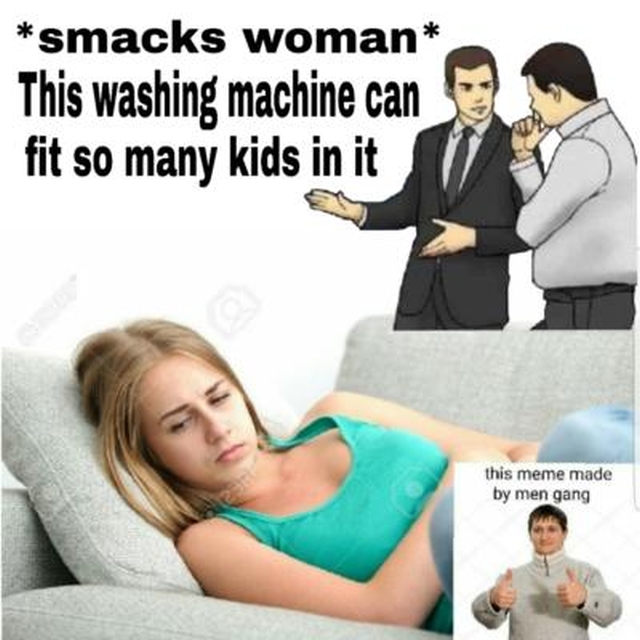 *smacks woman*
This washing machine can
fit so many kids in it
this meme made
by men gang